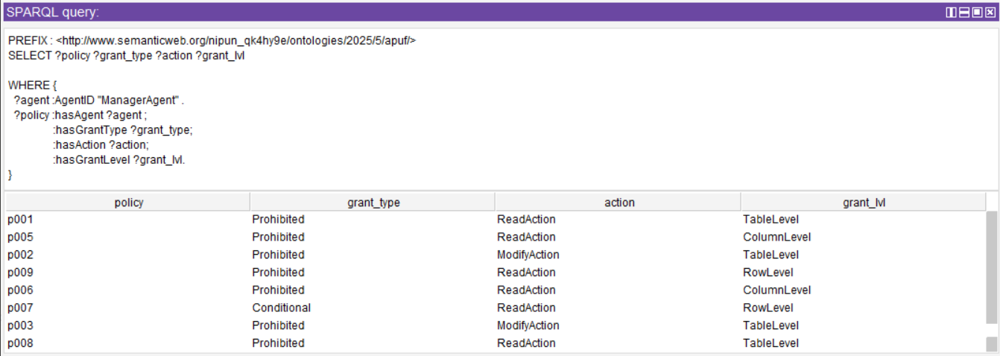 SPARQL query:
PREFIX : <http://www.semanticweb.org/nipun_qk4hy9e/ontologies/2025/5/apuf/>
SELECT ?policy ?grant_type ?action ?grant_lvl
WHERE {
?agent :AgentID "ManagerAgent" .
?policy :hasAgent ?agent ;
:hasGrantType ?grant_type;
:hasAction ?action;
:hasGrantLevel ?grant_lvl.
}
policy grant_type action grant_lvl
p001 Prohibited ReadAction TableLevel
p005 Prohibited ReadAction ColumnLevel
p002 Prohibited ModifyAction TableLevel
p009 Prohibited ReadAction RowLevel
p006 Prohibited ReadAction ColumnLevel
p007 Conditional ReadAction RowLevel
p003 Prohibited ModifyAction TableLevel
p008 Prohibited ReadAction TableLevel